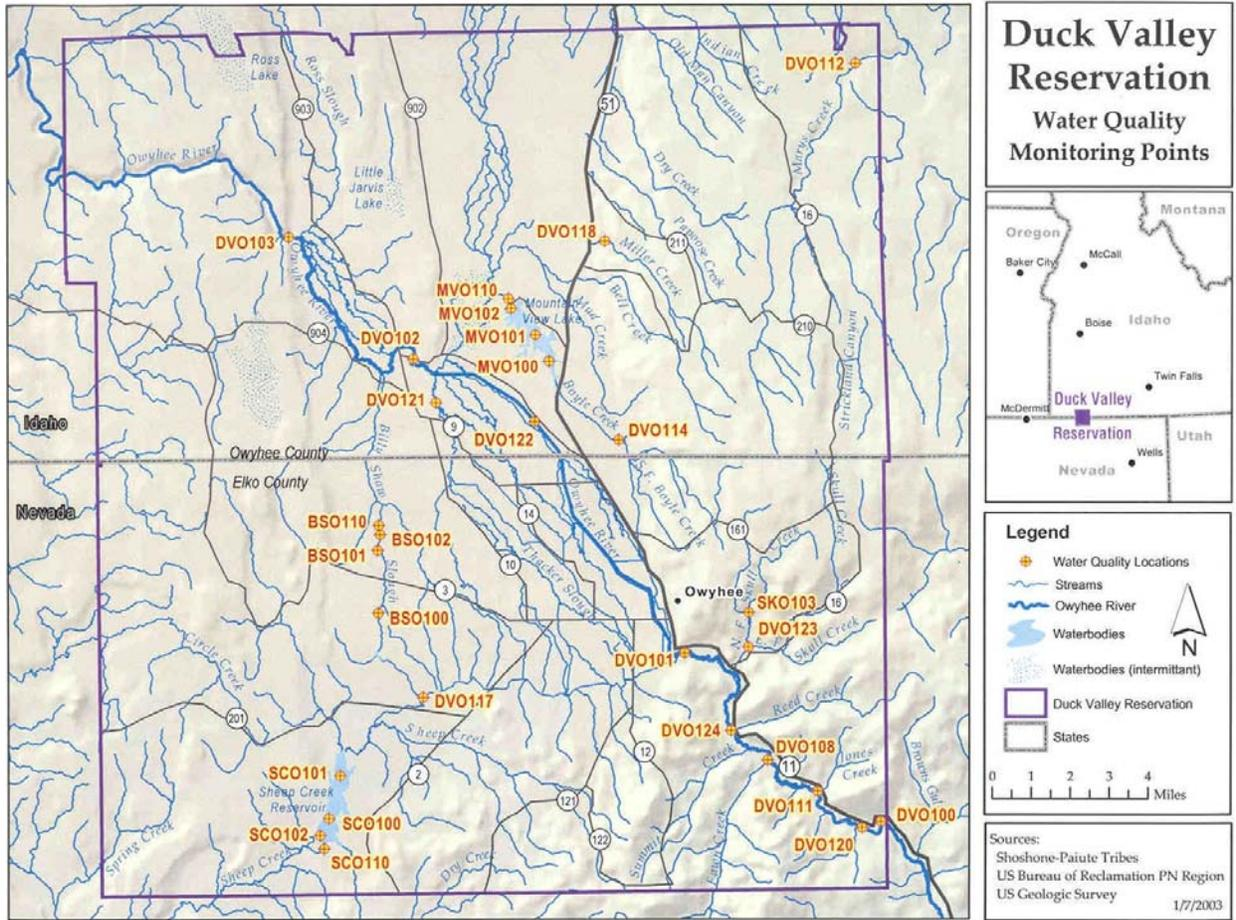 Duck Valley
Reservation
Water Quality
Monitoring Points
Ross
Lake
Ross Slough
903
902
51
Old Man Canyon
Indian Creek
DVO112
Marys Creek
Owyhee River
Little
Jarvis
Lake
Dry Creek
16
DVO103
DVO118
211
Papoose Creek
Miller Creek
Owyhee River
MVO110
MVO102
Mountain
View Lake
Bell Creek
904
DVO102
MVO101
210
MVO100
Strickland Canyon
DVO121
Boyle Creek
9
DVO122
DVO114
Idaho
Owyhee County
Elko County
Nevada
Billy Shaw
Slough
S.F. Boyle Creek
Skull Creek
BSO110
BSO102
BSO101
14
Owyhee River
161
10
Thacker Slough
3
Owyhee
SKO103
16
BSO100
DVO123
Skull Creek
Circle Creek
DVO101
DVO117
Reed Creek
201
Sheep Creek
DVO124
12
Creek
DVO108
11
Jones
Creek
SCO101
2
Sheep Creek
Reservoir
DVO111
121
SCO100
DVO100
SCO102
DVO120
122
SCO110
Spring Creek
Sheep Creek
Summit
Montana
Oregon
Baker City
McCall
Boise
Idaho
Twin Falls
McDermitt
Duck Valley
Reservation
Utah
Wells
Nevada
Legend
Water Quality Locations
Streams
Owyhee River
Waterbodies
N
Waterbodies (intermittant)
Duck Valley Reservation
States
0 1 2 3 4
Miles
Sources:
Shoshone-Paiute Tribes
US Bureau of Reclamation PN Region
US Geologic Survey
1/7/2003